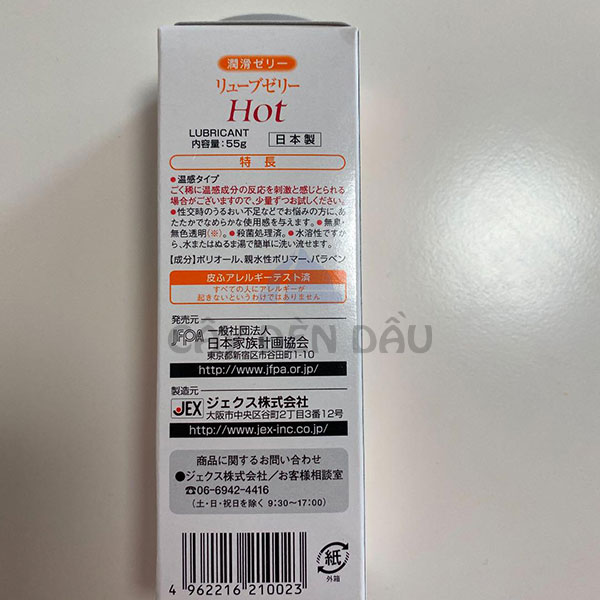 潤滑ゼリー
リューブゼリー
Hot
LUBRICANT
内容量:55g
日本製
特長
●温感タイプ
ごく稀に温感成分の反応を刺激と感じとられる
場合がございますので、少量ずつお試しください。
●性交時のうるおい不足などでお悩みの方に、あ
たたかでなめらかな使用感を与えます。●無臭・
無色透明(※)。●殺菌処理済。●水溶性ですか
ら、水またはぬるま湯で簡単に洗い流せます。
【成分】ポリオール、親水性ポリマー、パラベン
皮ふアレルギーテスト済
すべての人にアレルギーが
起きないというわけではありません
GẬ ĐÈN DẦU
発売元
JFPA 一般社団法人
日本家族計画協会
東京都新宿区市谷田町1-10
http://www.jfpa.or.jp/
製造元
JEX ジェクス株式会社
大阪市中央区谷町2丁目3番12号
http://www.jex-inc.co.jp/
商品に関するお問い合わせ
●ジェクス株式会社/お客様相談室
☎06-6942-4416
(土・日・祝日を除く 9:30〜17:00)
紙
外箱
4 962216 210023